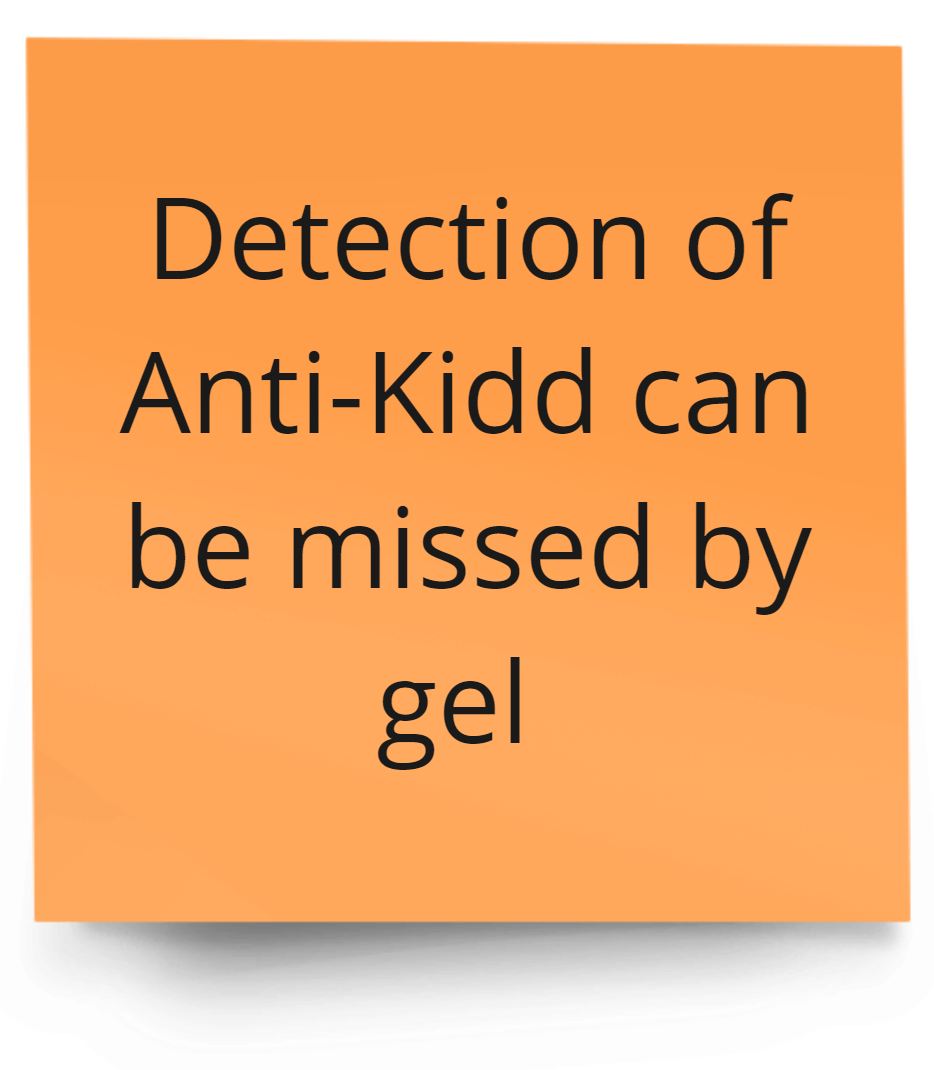 Detection of
Anti-Kidd can
be missed by
gel